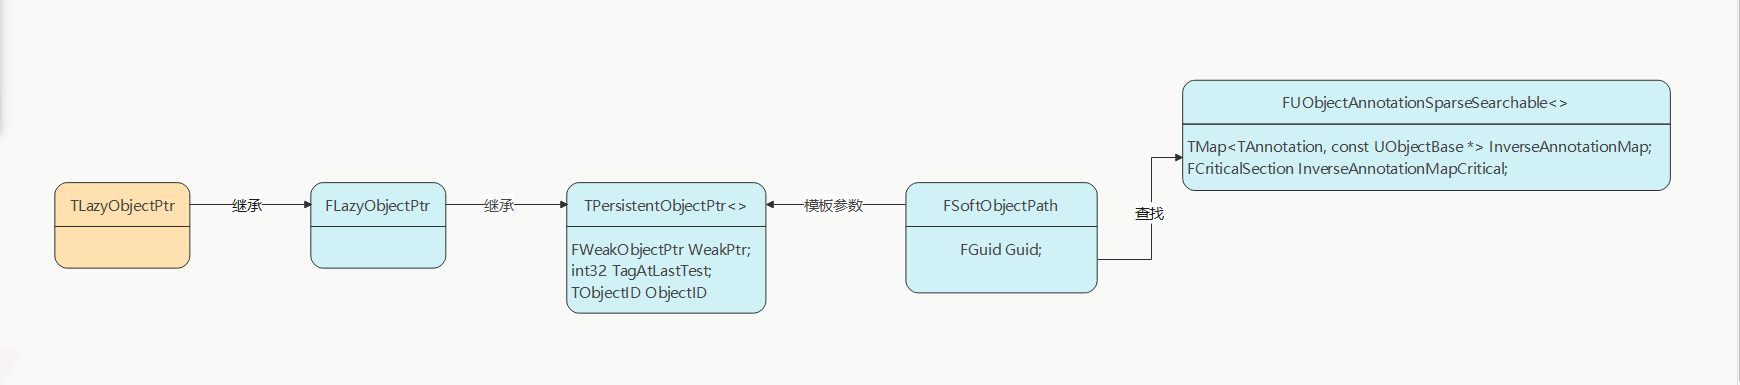 TLazyObjectPtr
继承
FLazyObjectPtr
继承
TPersistentObjectPtr<>
FWeakObjectPtr WeakPtr;
int32 TagAtLastTest;
TObjectID ObjectID
模板参数
FSoftObjectPath
FGuid Guid;
查找
FUObjectAnnotationSparseSearchable<>
TMap<TAnnotation, const UObjectBase *> InverseAnnotationMap;
FCriticalSection InverseAnnotationMapCritical;